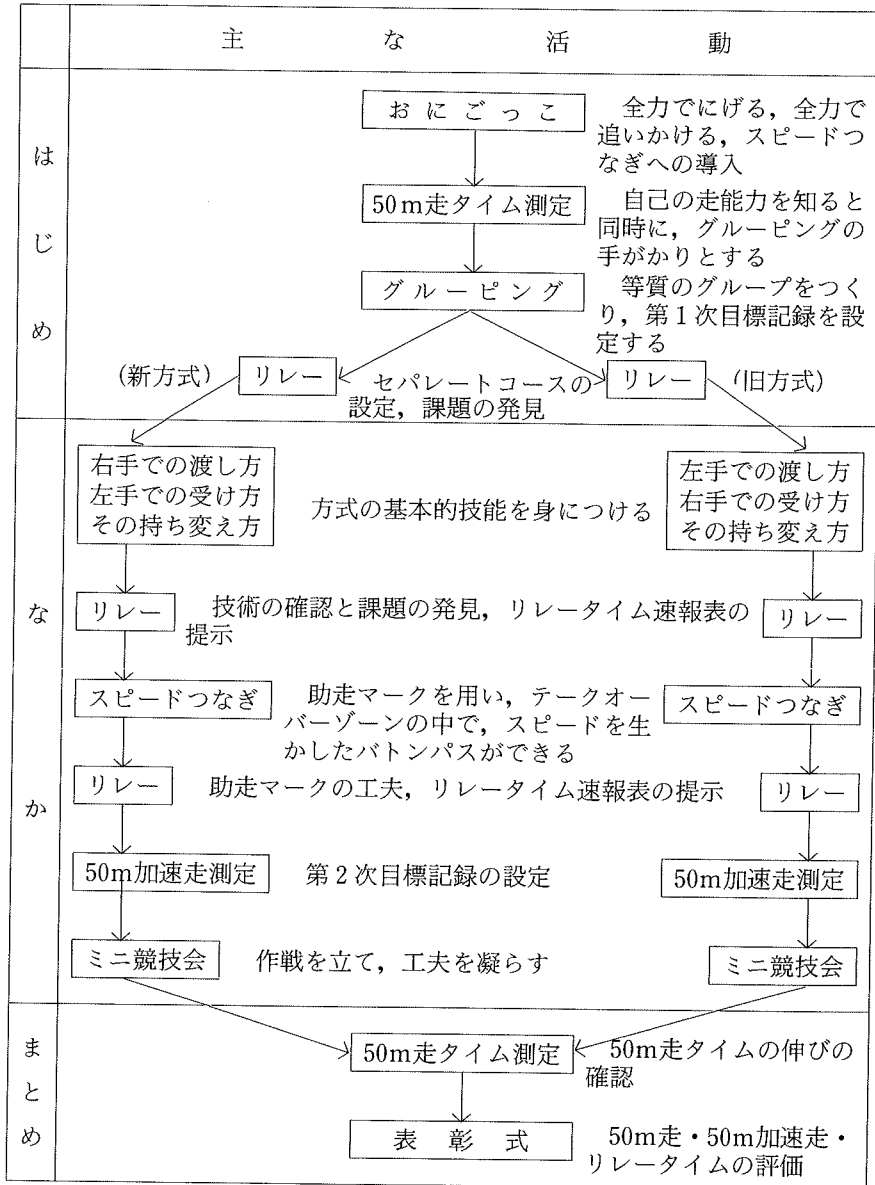 主な活動
はじめ
おにごっこ
全力でにげる，全力で
追いかける，スピードつ
なぎへの導入
50m走タイム測定
自己の走能力を知ると
同時に，グルーピングの
手がかりとする
グルーピング
等質のグループをつく
り，第1次目標記録を設
定する
(新方式)
リレー
セパレートコースの
設定，課題の発見
リレー
(旧方式)
なか
右手での渡し方
左手での受け方
その持ち変え方
方式の基本的技能を身につける
左手での渡し方
右手での受け方
その持ち変え方
リレー
技術の確認と課題の発見，リレータイム速報表の
提示
リレー
スピードつなぎ
助走マークを用い，テークオー
バーゾーンの中で，スピードを生
かしたバトンパスができる
スピードつなぎ
リレー
助走マークの工夫，リレータイム速報表の提示
リレー
50m加速走測定
第2次目標記録の設定
50m加速走測定
ミニ競技会
作戦を立て，工夫を凝らす
ミニ競技会
まとめ
50m走タイム測定
50m走タイムの伸びの
確認
表彰式
50m走・50m加速走・
リレータイムの評価